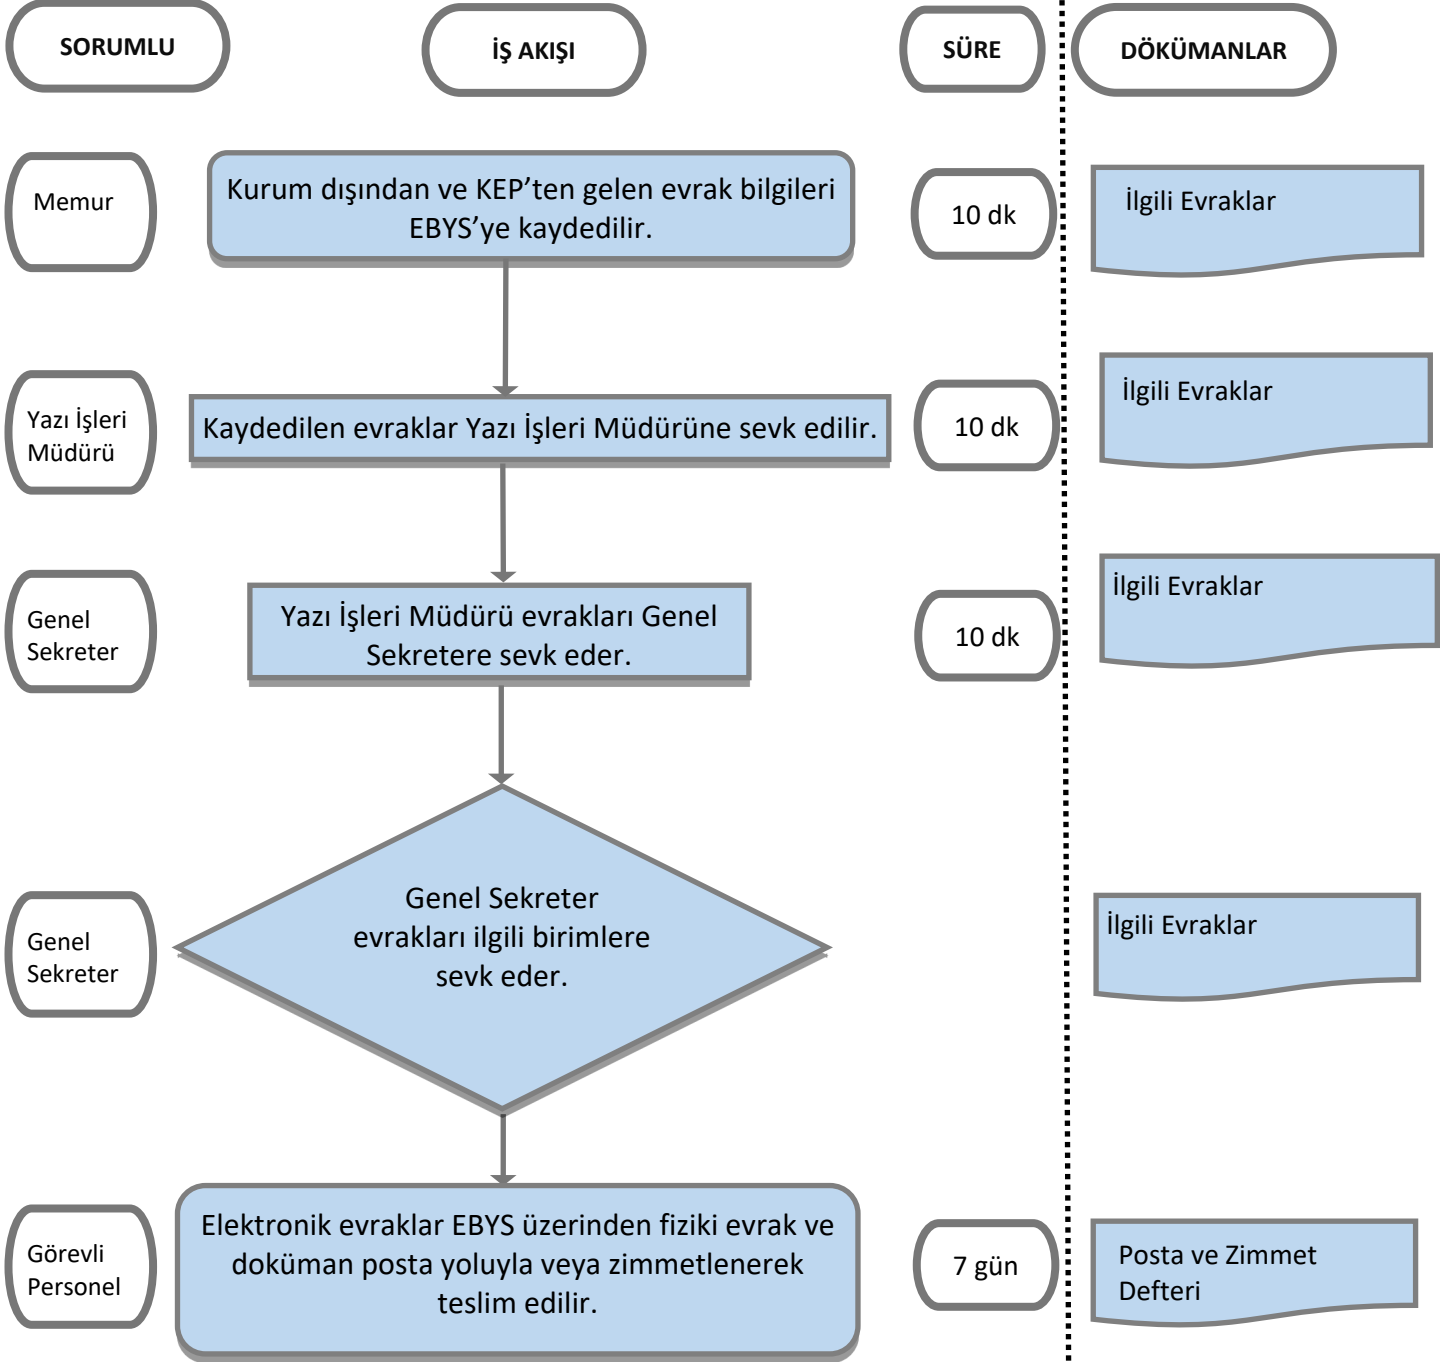 SORUMLU
İŞ AKIŞI
SÜRE
DÖKÜMANLAR
Memur
Kurum dışından ve KEP’ten gelen evrak bilgileri
EBYS’ye kaydedilir.
10 dk
İlgili Evraklar
Yazı İşleri
Müdürü
Kaydedilen evraklar Yazı İşleri Müdürüne sevk edilir.
10 dk
İlgili Evraklar
Genel
Sekreter
Yazı İşleri Müdürü evrakları Genel
Sekretere sevk eder.
10 dk
İlgili Evraklar
Genel
Sekreter
Genel Sekreter
evrakları ilgili birimlere
sevk eder.
İlgili Evraklar
Görevli
Personel
Elektronik evraklar EBYS üzerinden fiziki evrak ve
doküman posta yoluyla veya zimmetlenerek
teslim edilir.
7 gün
Posta ve Zimmet
Defteri